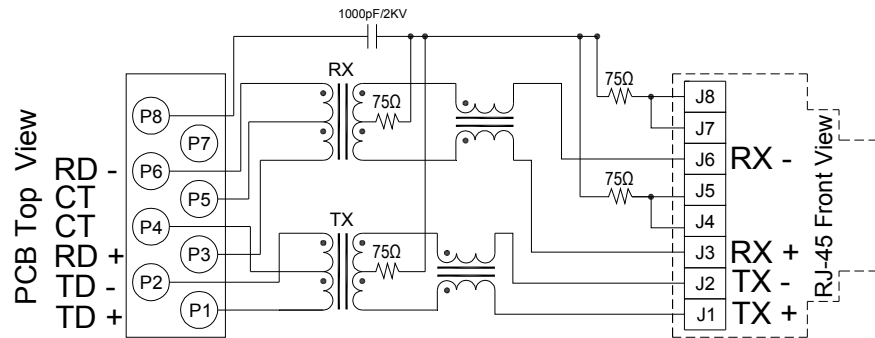 1000pF/2KV
PCB Top View
P8
P7
P6
P5
P4
P3
P2
P1
RD -
CT
CT
RD +
TD -
TD +
RX
75Ω
TX
75Ω
75Ω
75Ω
J8
J7
J6
J5
J4
J3
J2
J1
RX -
RX +
TX -
TX +
RJ-45 Front View